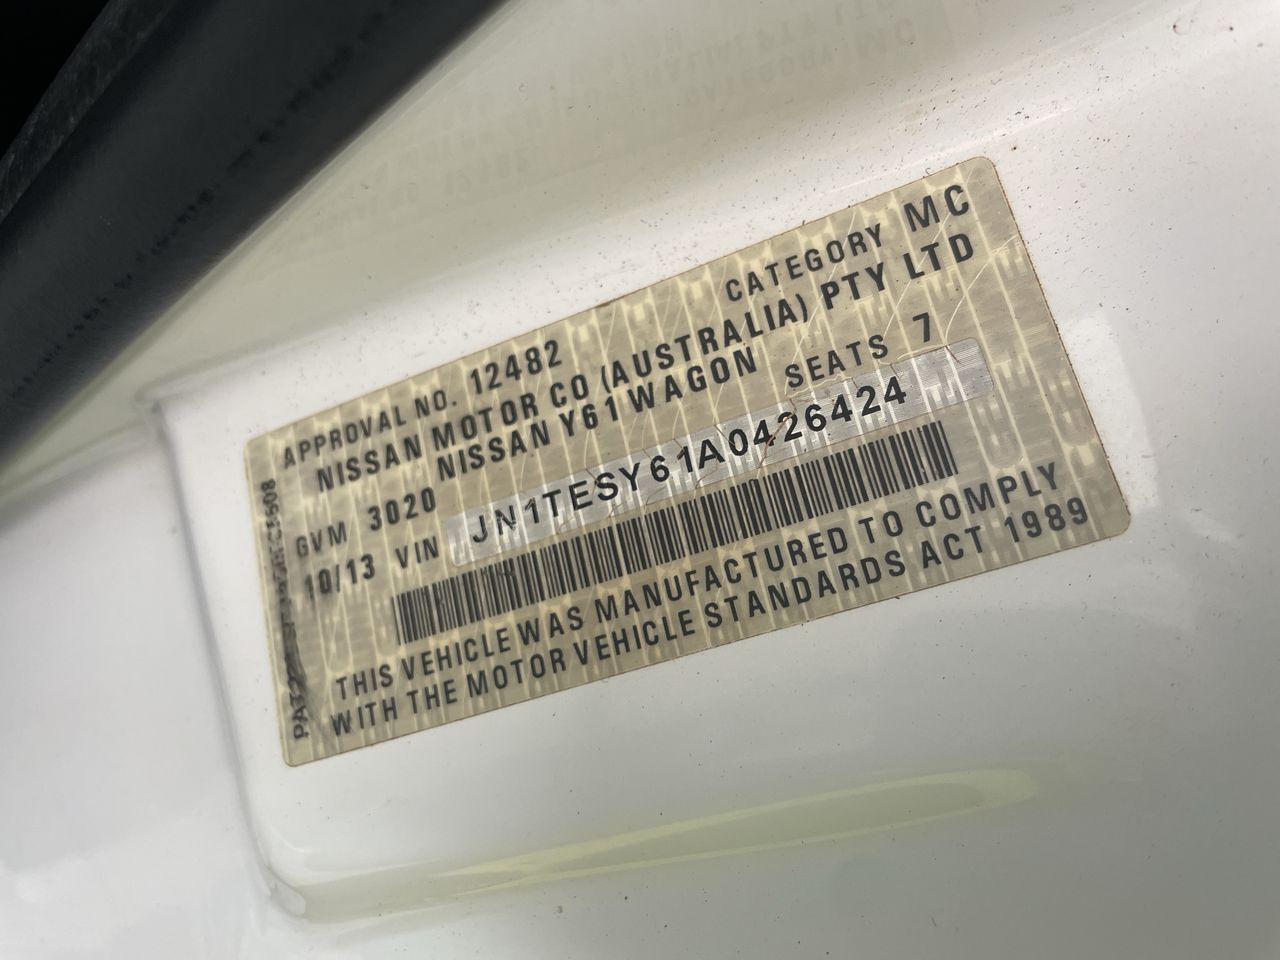 APPROVAL NO. 12482 CATEGORY MC
NISSAN MOTOR CO (AUSTRALIA) PTY LTD
NISSAN Y61 WAGON
GVM 3020 SEATS 7
10/13 VIN JN1TESY61A0426424
THIS VEHICLE WAS MANUFACTURED TO COMPLY
WITH THE MOTOR VEHICLE STANDARDS ACT 1989